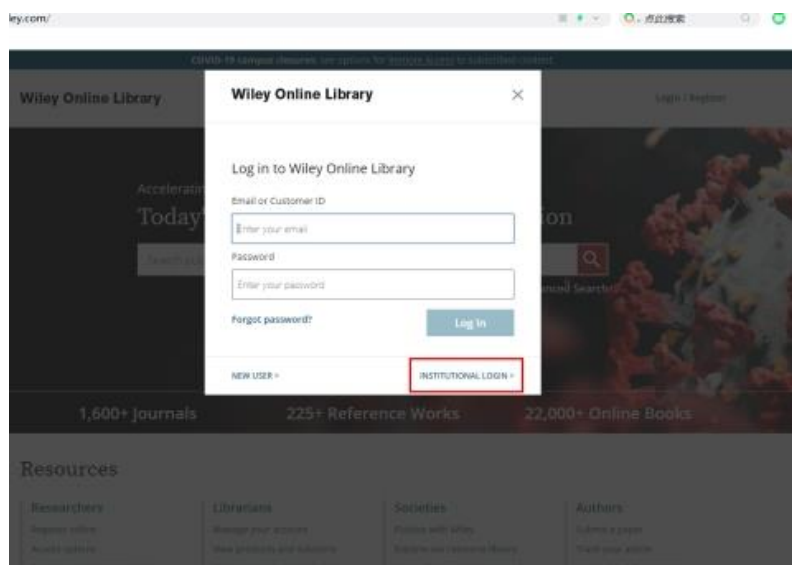 ley.com/
点此搜索
COVID-19 campus closures: see options for Remote Access to subscribed content
Wiley Online Library
Login / Register
Wiley Online Library
Log in to Wiley Online Library
Email or Customer ID
Enter your email
Password
Enter your password
Forgot password?
Log In
NEW USER >
INSTITUTIONAL LOGIN >
Acceleratin
Today'
ion
Search
anced Search
1,600+ Journals
225+ Reference Works
22,000+ Online Books
Resources
Researchers
Librarians
Societies
Authors
Register online
Manage your account
Publish with Wiley
Submit a paper
Access options
View products and solutions
Track your article